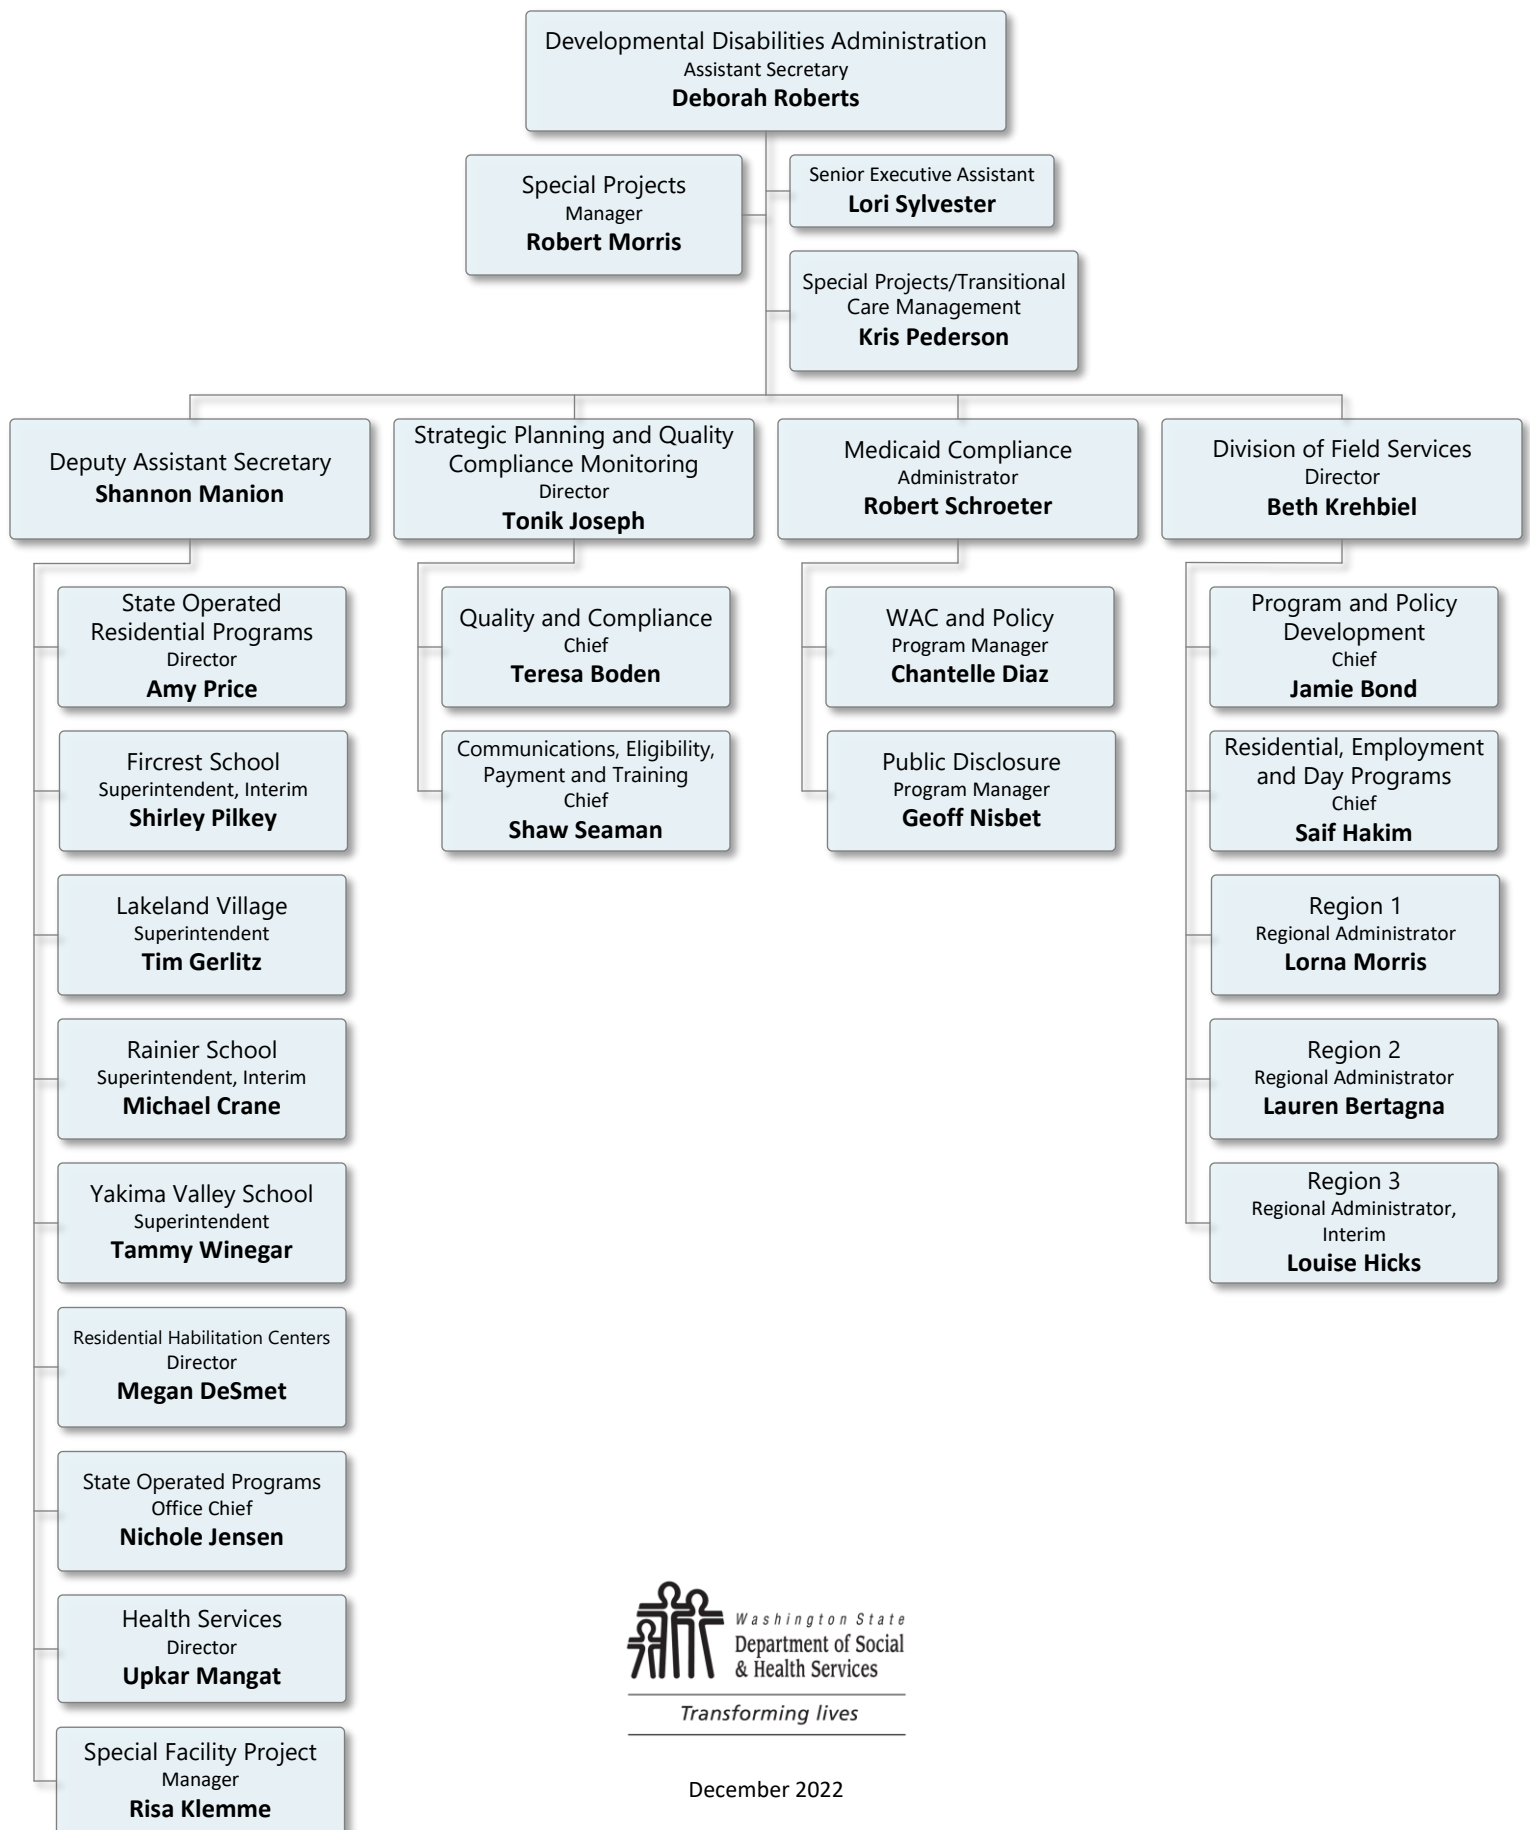 Developmental Disabilities Administration
Assistant Secretary
Deborah Roberts
Special Projects
Manager
Robert Morris
Senior Executive Assistant
Lori Sylvester
Special Projects/Transitional
Care Management
Kris Pederson
Deputy Assistant Secretary
Shannon Manion
Strategic Planning and Quality
Compliance Monitoring
Director
Tonik Joseph
Medicaid Compliance
Administrator
Robert Schroeter
Division of Field Services
Director
Beth Krehbiel
State Operated
Residential Programs
Director
Amy Price
Fircrest School
Superintendent, Interim
Shirley Pilkey
Lakeland Village
Superintendent
Tim Gerlitz
Rainier School
Superintendent, Interim
Michael Crane
Yakima Valley School
Superintendent
Tammy Winegar
Residential Habilitation Centers
Director
Megan DeSmet
State Operated Programs
Office Chief
Nichole Jensen
Health Services
Director
Upkar Mangat
Special Facility Project
Manager
Risa Klemme
Quality and Compliance
Chief
Teresa Boden
Communications, Eligibility,
Payment and Training
Chief
Shaw Seaman
WAC and Policy
Program Manager
Chantelle Diaz
Public Disclosure
Program Manager
Geoff Nisbet
Program and Policy
Development
Chief
Jamie Bond
Residential, Employment
and Day Programs
Chief
Saif Hakim
Region 1
Regional Administrator
Lorna Morris
Region 2
Regional Administrator
Lauren Bertagna
Region 3
Regional Administrator,
Interim
Louise Hicks
Washington State
Department of Social
& Health Services
Transforming lives
December 2022